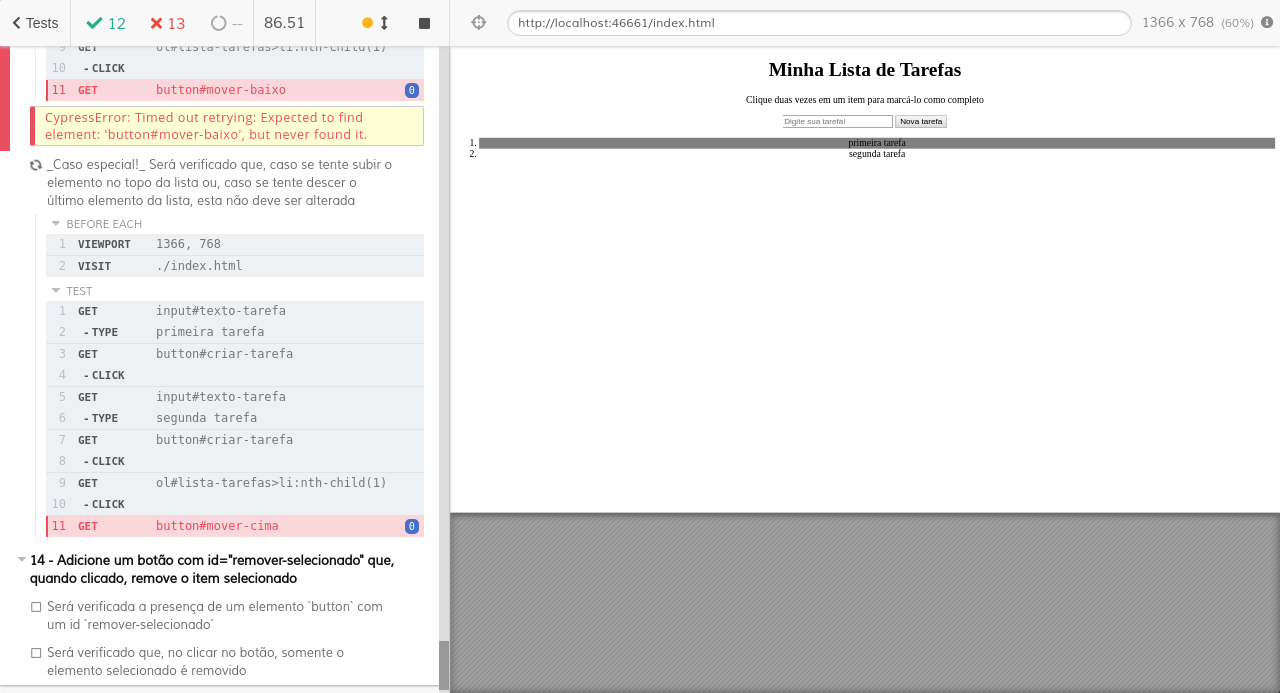 Tests 12 13 -- 86.51
9 GET ol#lista-tarefas>li:nth-child(1)
10 - CLICK
11 GET button#mover-baixo 0
CypressError: Timed out retrying: Expected to find
element: 'button#mover-baixo', but never found it.
_Caso especial!_ Será verificado que, caso se tente subir o
elemento no topo da lista ou, caso se tente descer o
último elemento da lista, esta não deve ser alterada
BEFORE EACH
1 VIEWPORT 1366, 768
2 VISIT ./index.html
TEST
1 GET input#texto-tarefa
2 - TYPE primeira tarefa
3 GET button#criar-tarefa
4 - CLICK
5 GET input#texto-tarefa
6 - TYPE segunda tarefa
7 GET button#criar-tarefa
8 - CLICK
9 GET ol#lista-tarefas>li:nth-child(1)
10 - CLICK
11 GET button#mover-cima 0
14 - Adicione um botão com id="remover-selecionado" que,
quando clicado, remove o item selecionado
Será verificada a presença de um elemento `button` com
um id `remover-selecionado`
Será verificado que, no clicar no botão, somente o
elemento selecionado é removido
http://localhost:46661/index.html 1366 x 768 (60%)
Minha Lista de Tarefas
Clique duas vezes em um item para marcá-lo como completo
Digite sua tarefa! Nova tarefa
1. primeira tarefa
2. segunda tarefa